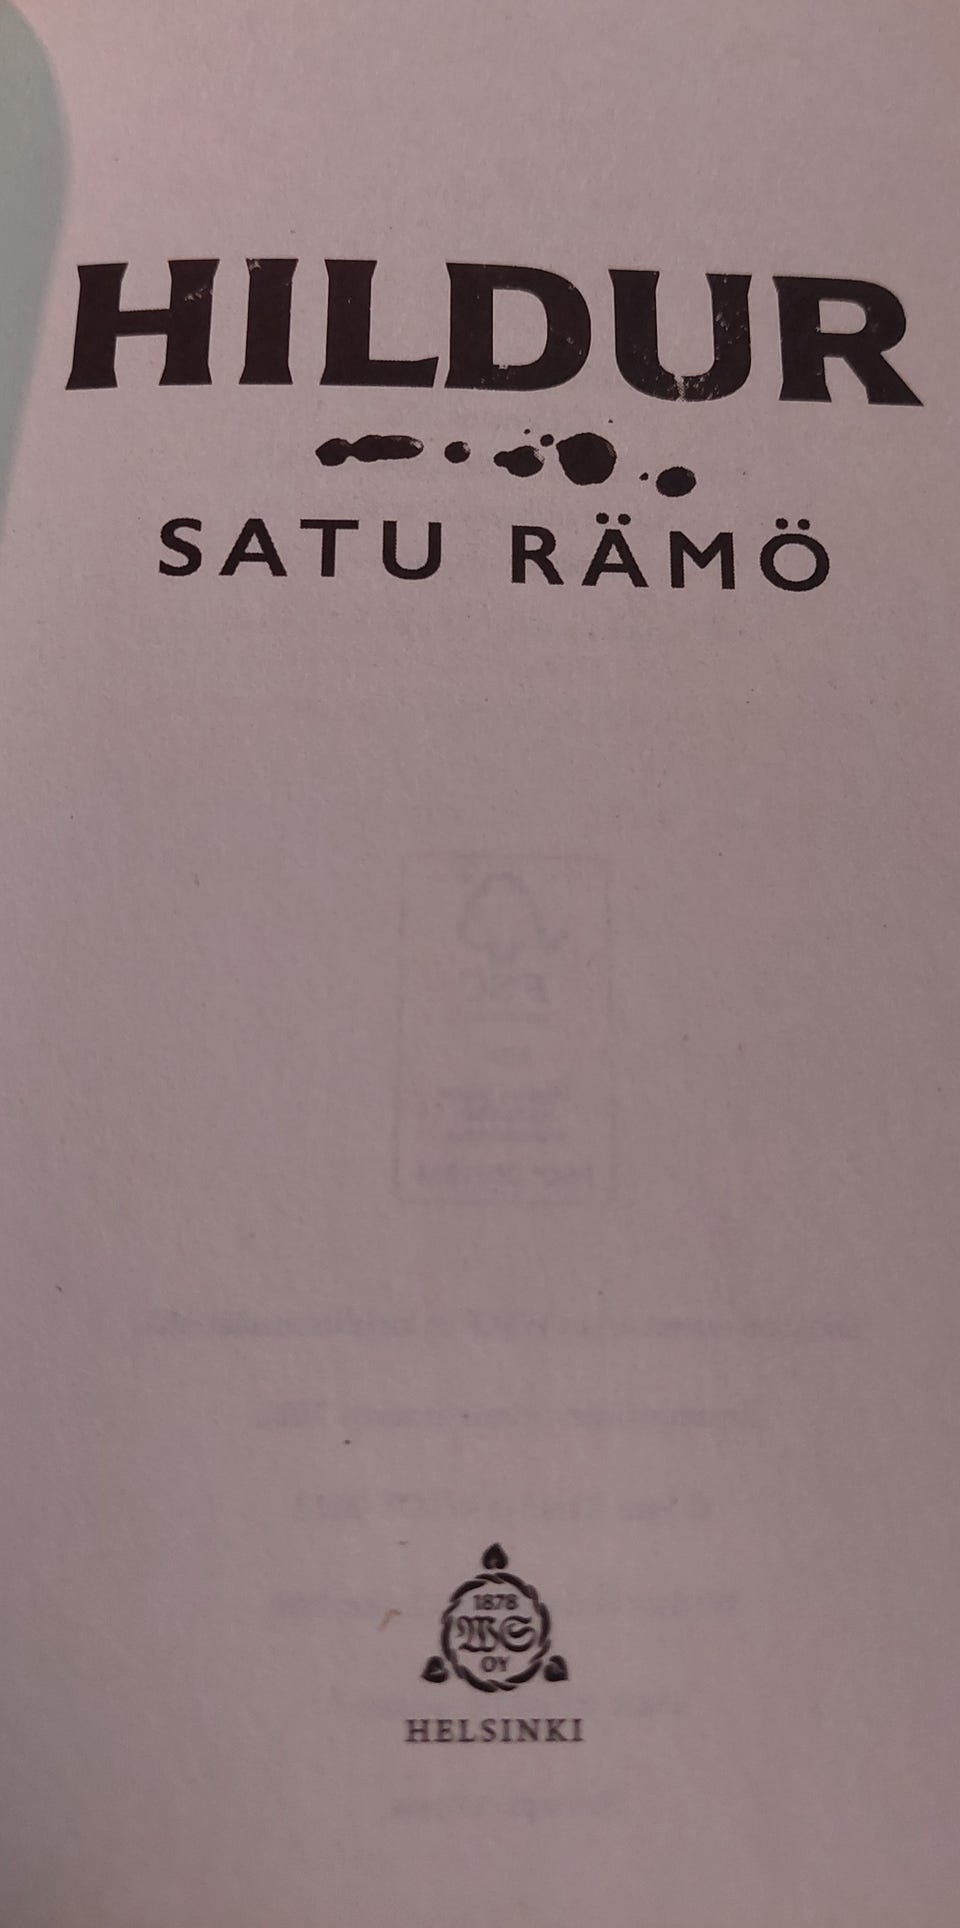 HILDUR
SATU RÄMÖ
1878
WS
OY
HELSINKI